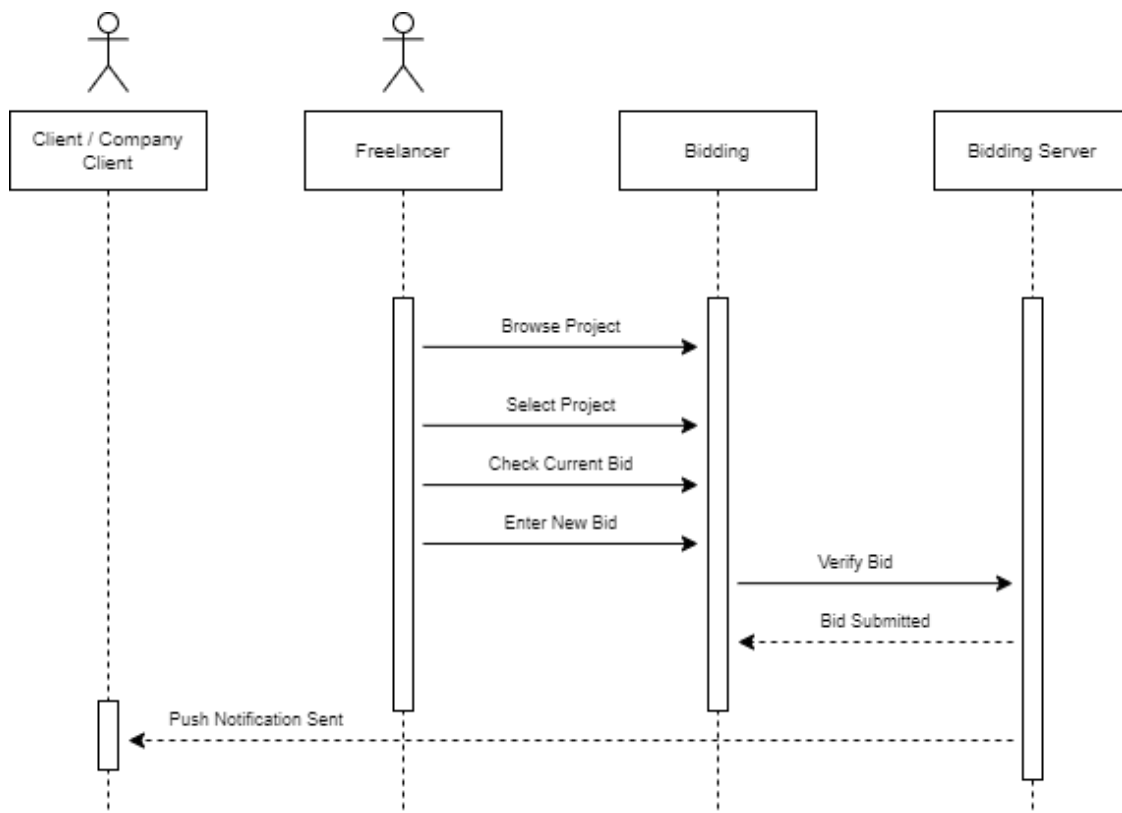 Client / Company
Client
Freelancer
Bidding
Bidding Server
Browse Project
Select Project
Check Current Bid
Enter New Bid
Verify Bid
Bid Submitted
Push Notification Sent